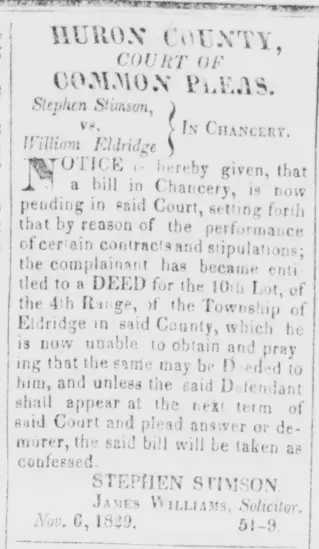 HURON COUNTY,
COURT OF
COMMON PLEAS.
Stephen Stimson,
vs.
William Eldridge
} IN CHANCERY.
NOTICE is hereby given, that
a bill in Chancery, is now
pending in said Court, setting forth
that by reason of the performance
of certain contracts and stipulations;
the complainant has became enti
tled to a DEED for the 10th Lot, of
the 4th Range, of the Township of
Eldridge in said County, which he
is now unable to obtain and pray
ing that the same may be Deeded to
him, and unless the said Defendant
shall appear at the next term of
said Court and plead answer or de-
murer, the said bill will be taken as
confessed.
STEPHEN STIMSON.
JAMES WILLIAMS, Solicitor.
Nov. 6, 1829. 51-9.